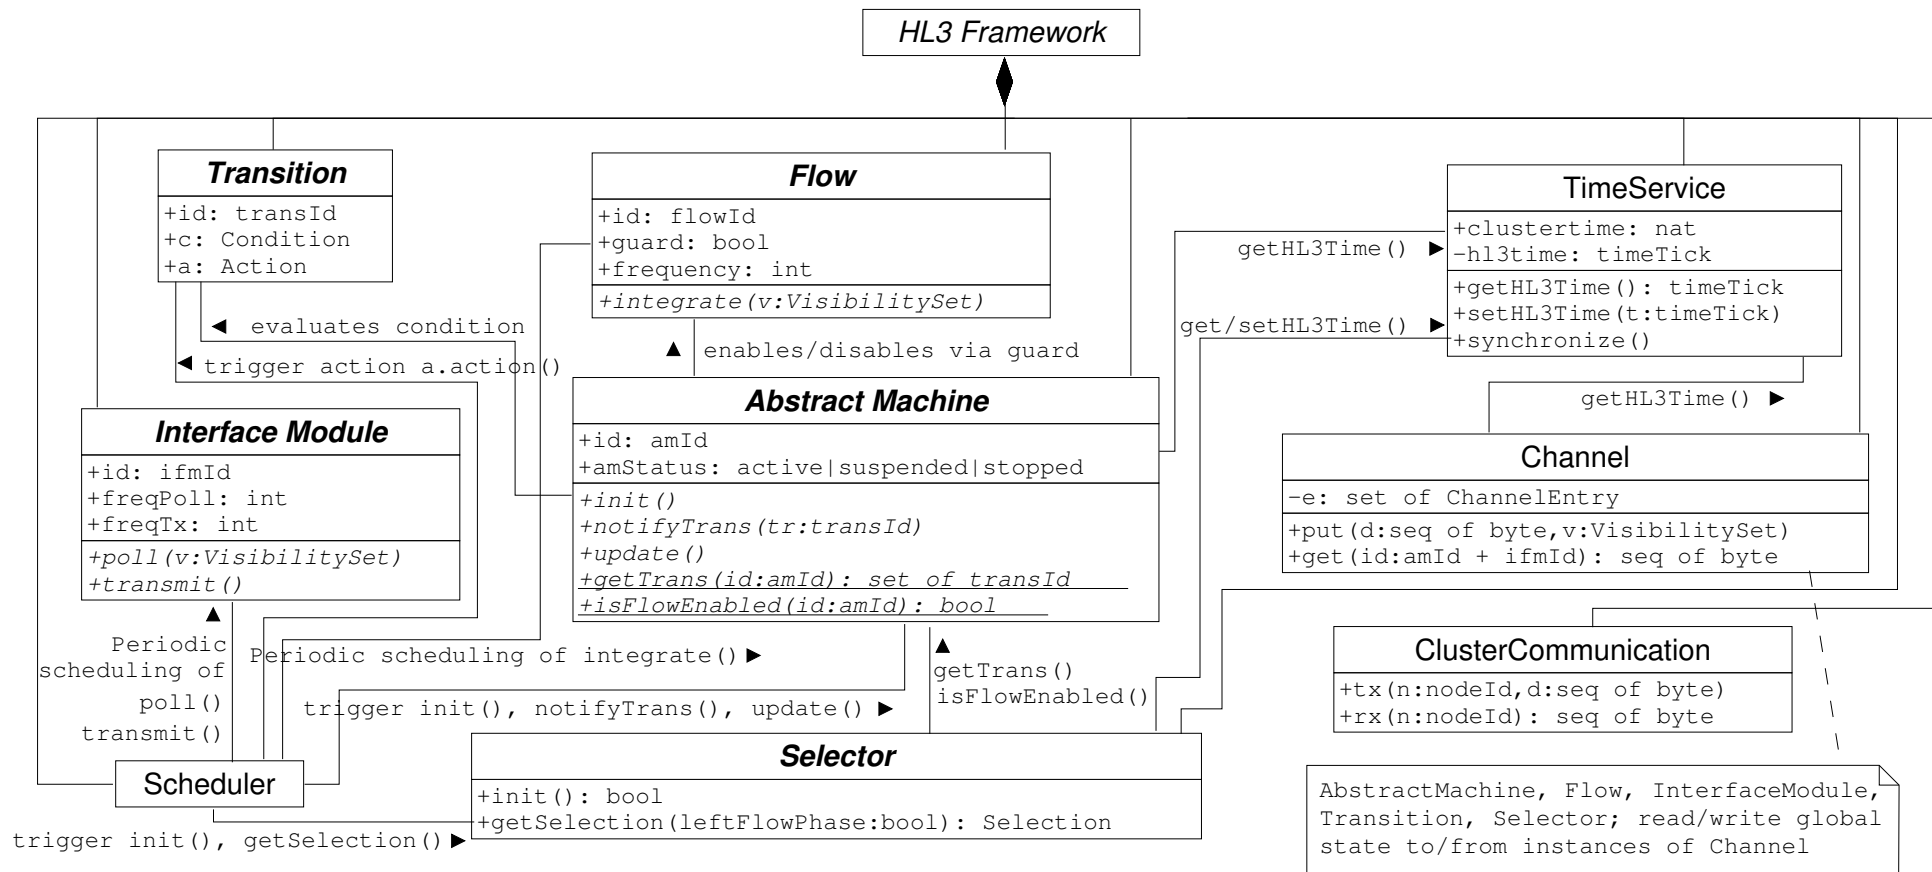 HL3 Framework
Transition
+id: transId
+c: Condition
+a: Action
Flow
+id: flowId
+guard: bool
+frequency: int
+integrate(v:VisibilitySet)
TimeService
+clustertime: nat
−hl3time: timeTick
+getHL3Time(): timeTick
+setHL3Time(t:timeTick)
+synchronize()
getHL3Time() ►
get/setHL3Time() ►
◄ evaluates condition
◄ trigger action a.action()
▲ enables/disables via guard
getHL3Time() ►
Interface Module
+id: ifmId
+freqPoll: int
+freqTx: int
+poll(v:VisibilitySet)
+transmit()
Abstract Machine
+id: amId
+amStatus: active|suspended|stopped
+init()
+notifyTrans(tr:transId)
+update()
+getTrans(id:amId): set of transId
+isFlowEnabled(id:amId): bool
Channel
−e: set of ChannelEntry
+put(d:seq of byte,v:VisibilitySet)
+get(id:amId + ifmId): seq of byte
▲
Periodic
scheduling of
poll()
transmit()
Periodic scheduling of integrate() ►
▲
getTrans()
isFlowEnabled()
trigger init(), notifyTrans(), update() ►
ClusterCommunication
+tx(n:nodeId,d:seq of byte)
+rx(n:nodeId): seq of byte
Scheduler
Selector
+init(): bool
+getSelection(leftFlowPhase:bool): Selection
trigger init(), getSelection() ►
AbstractMachine, Flow, InterfaceModule,
Transition, Selector; read/write global
state to/from instances of Channel